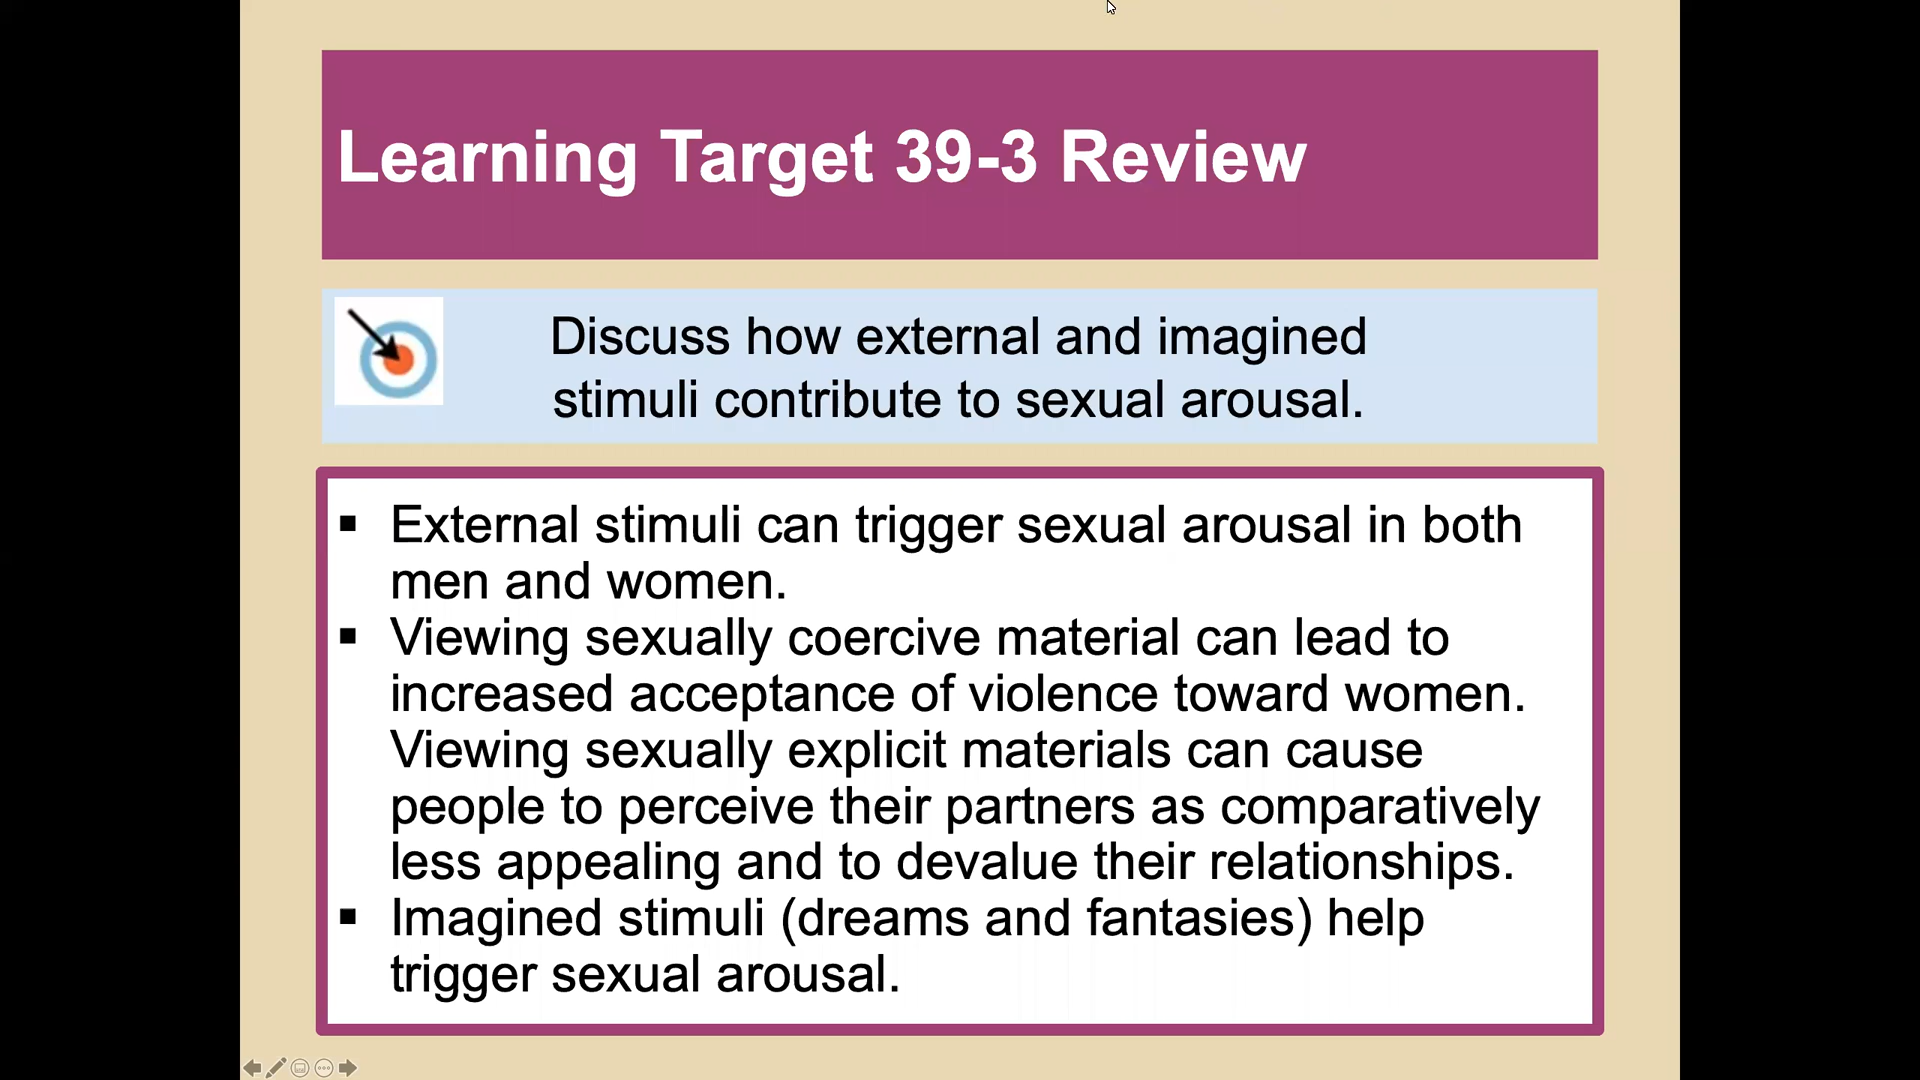 Learning Target 39-3 Review
Discuss how external and imagined
stimuli contribute to sexual arousal.
▪ External stimuli can trigger sexual arousal in both
men and women.
▪ Viewing sexually coercive material can lead to
increased acceptance of violence toward women.
Viewing sexually explicit materials can cause
people to perceive their partners as comparatively
less appealing and to devalue their relationships.
▪ Imagined stimuli (dreams and fantasies) help
trigger sexual arousal.